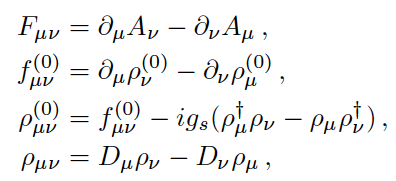 F_{\mu\nu} = \partial_\mu A_\nu - \partial_\nu A_\mu \,,
f^{(0)}_{\mu\nu} = \partial_\mu \rho^{(0)}_\nu - \partial_\nu \rho^{(0)}_\mu \,,
\rho^{(0)}_{\mu\nu} = f^{(0)}_{\mu\nu} - i g_s (\rho^\dagger_\mu \rho_\nu - \rho_\mu \rho^\dagger_\nu) \,,
\rho_{\mu\nu} = D_\mu \rho_\nu - D_\nu \rho_\mu \,,